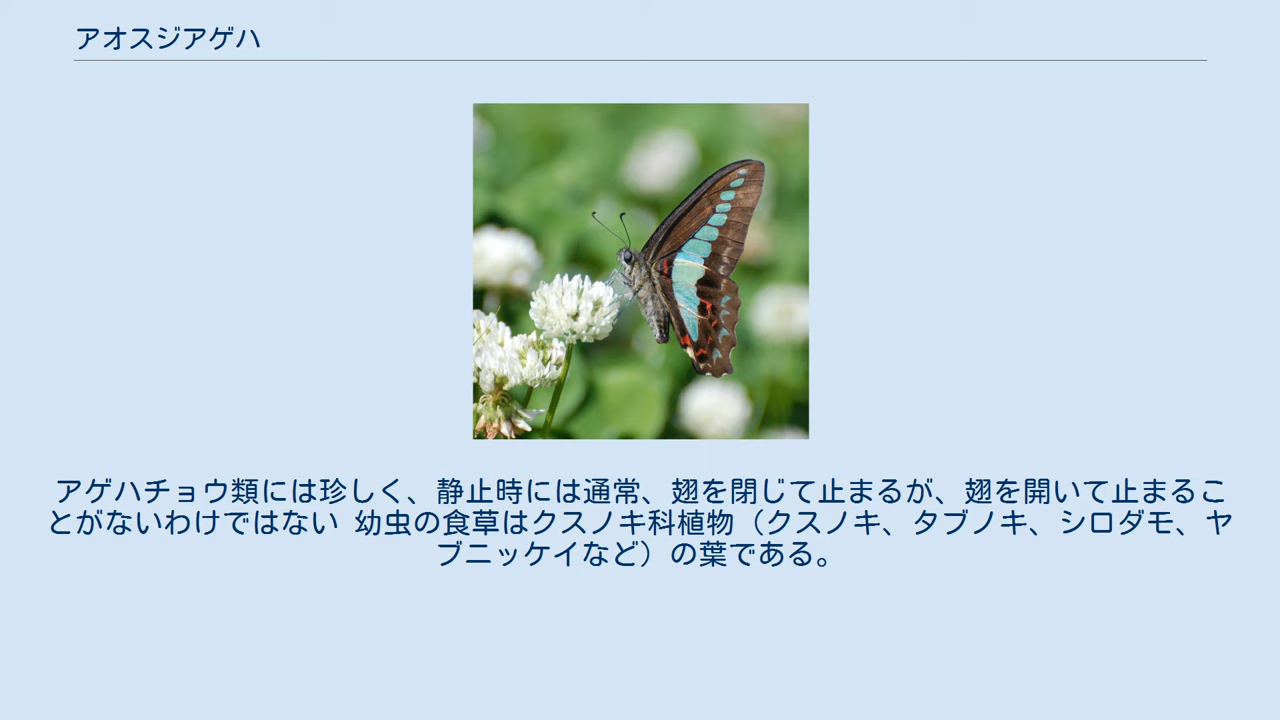 アオスジアゲハ
アゲハチョウ類には珍しく、静止時には通常、翅を閉じて止まるが、翅を開いて止まるこ
とがないわけではない 幼虫の食草はクスノキ科植物（クスノキ、タブノキ、シロダモ、ヤ
ブニッケイなど）の葉である。